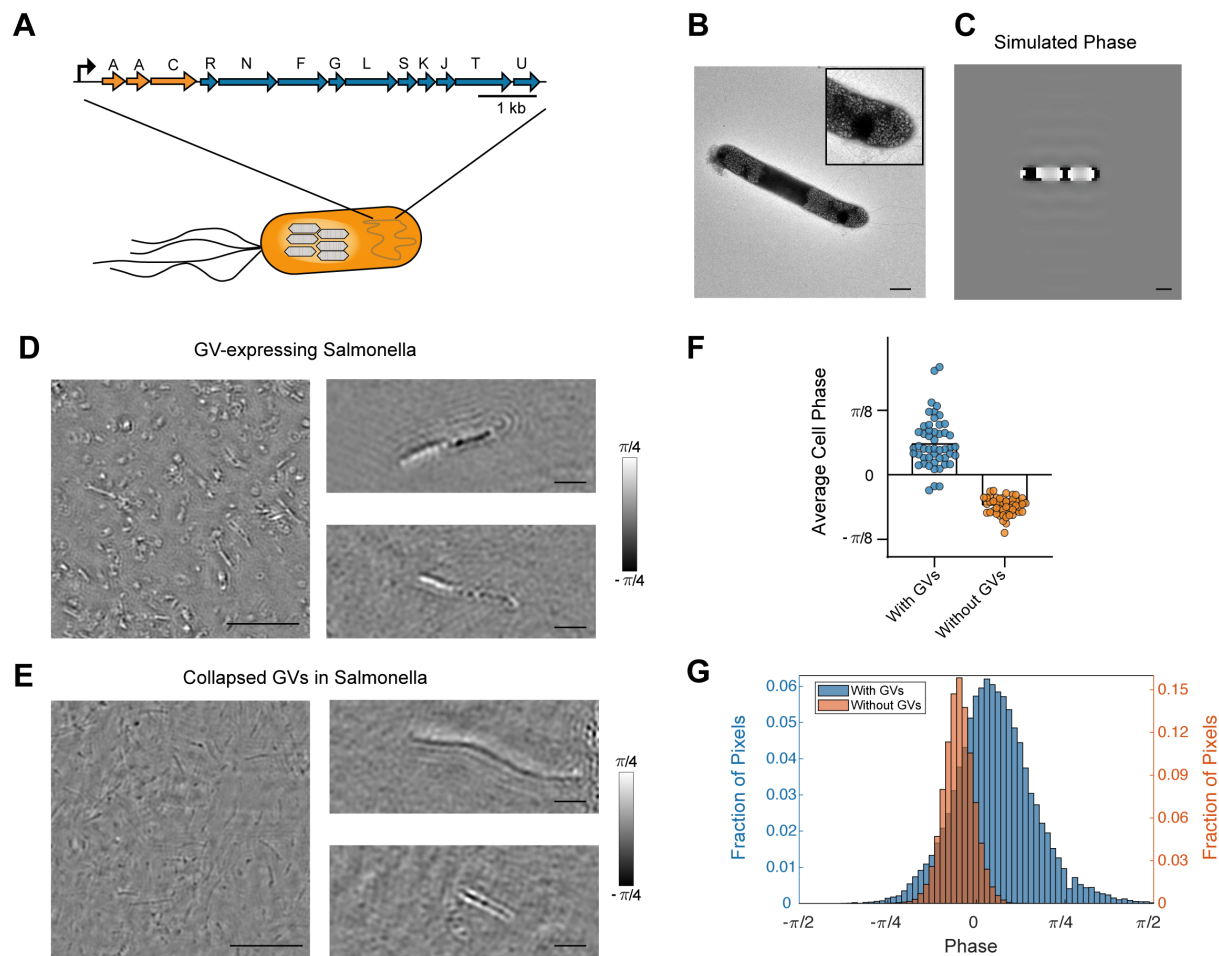 A
A A C R N F G L S K J T U
1 kb
B
C
Simulated Phase
D
GV-expressing Salmonella
π/4
- π/4
E
Collapsed GVs in Salmonella
π/4
- π/4
F
Average Cell Phase
π/8
0
- π/8
With GVs
Without GVs
G
With GVs
Without GVs
Fraction of Pixels
0.06
0.05
0.04
0.03
0.02
0.01
0
0.15
0.12
0.09
0.06
0.03
0
Fraction of Pixels
-π/2
-π/4
0
π/4
π/2
Phase